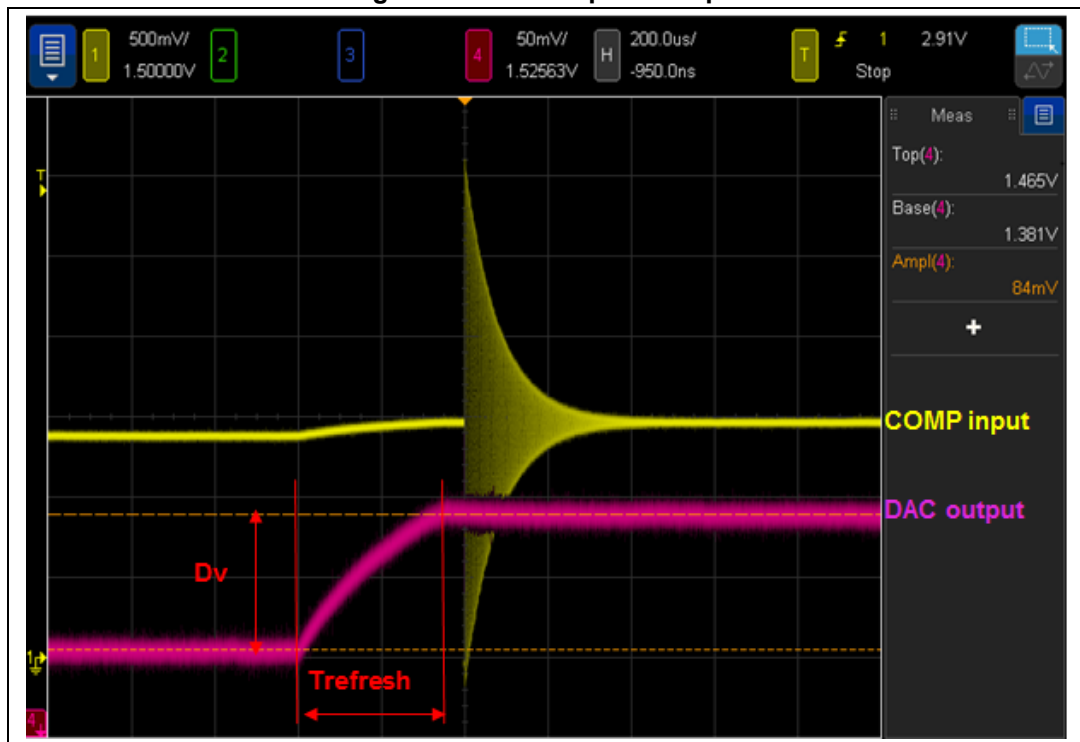 1 500mV/ 1.50000V 2 3 4 50mV/ 1.52563V H 200.0us/ -950.0ns T 1 2.91V Stop
Meas
Top(4):
1.465V
T
Base(4):
1.381V
Ampl(4):
84mV
+
COMP input
DAC output
Dv
1
Trefresh
4